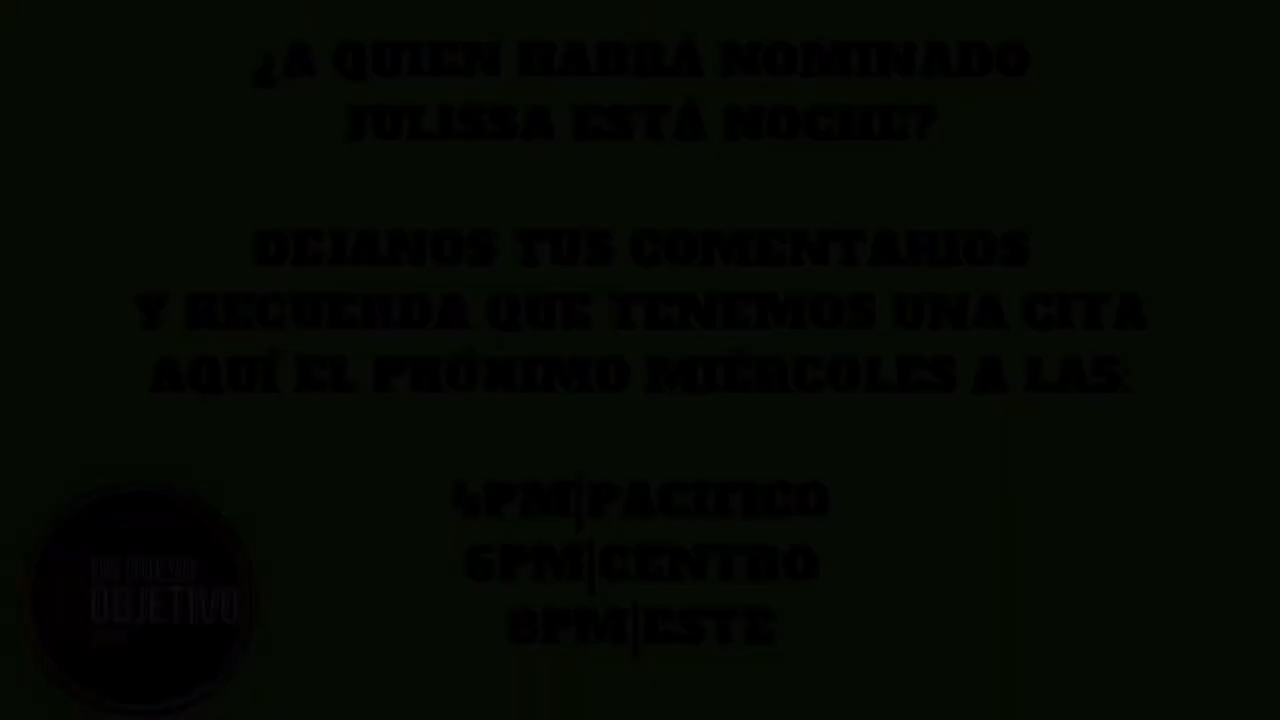 ¿A QUIEN HABRÁ NOMINADO
JULISSA ESTÁ NOCHE?
DEJANOS TUS COMENTARIOS
Y RECUERDA QUE TENEMOS UNA CITA
AQUÍ EL PRÓXIMO MIÉRCOLES A LAS:
4PM|PACIFICO
6PM|CENTRO
8PM|ESTE
OBJETIVO